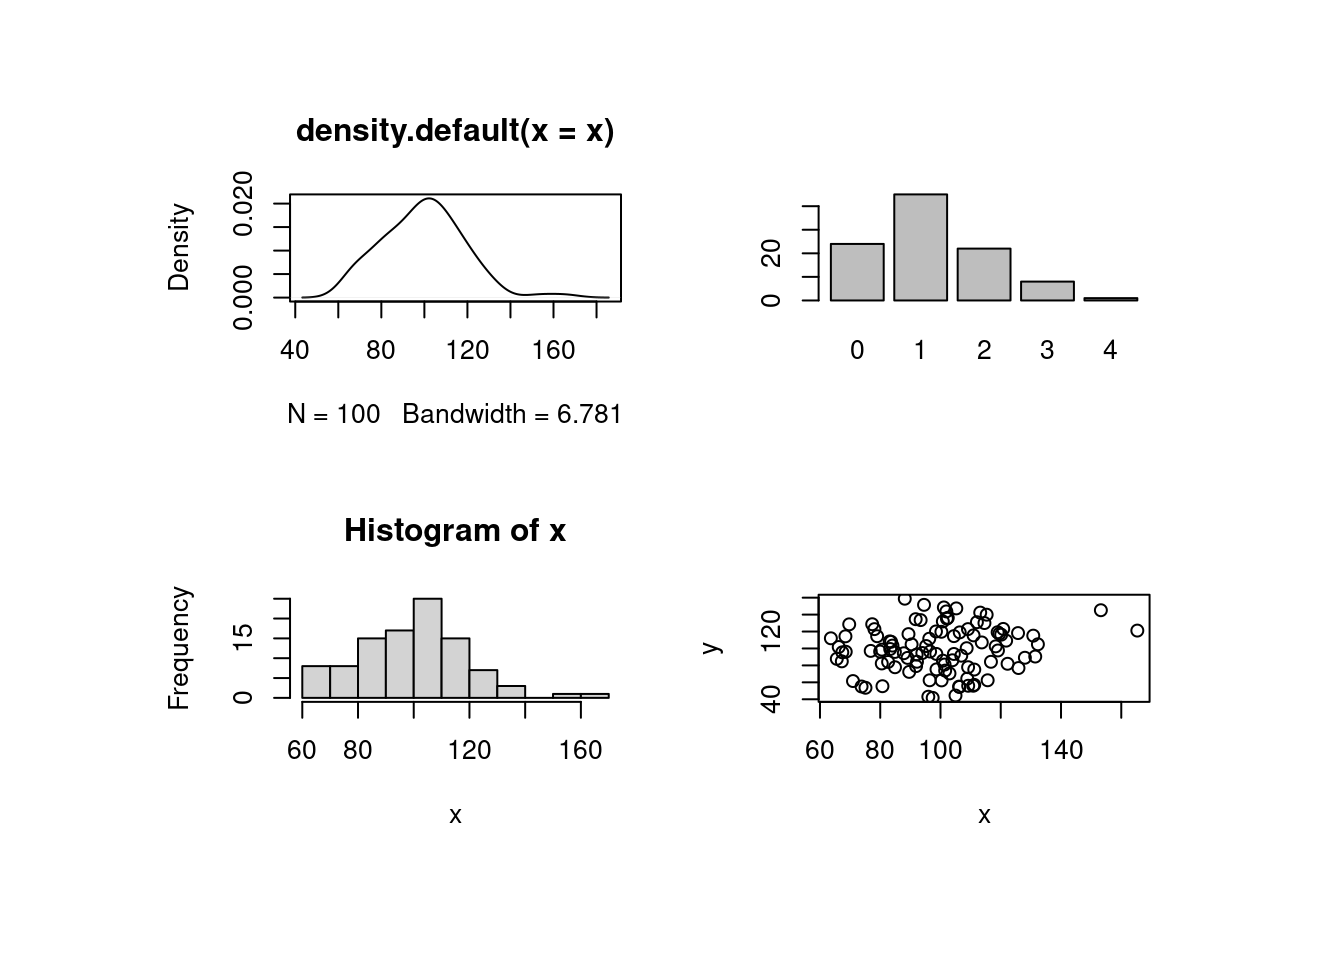 density.default(x = x)
Density
0.000 0.020
40 80 120 160
N = 100 Bandwidth = 6.781
0 20
0 1 2 3 4
Histogram of x
Frequency
0 15
60 80 120 160
x
y
40 120
60 80 100 140
x